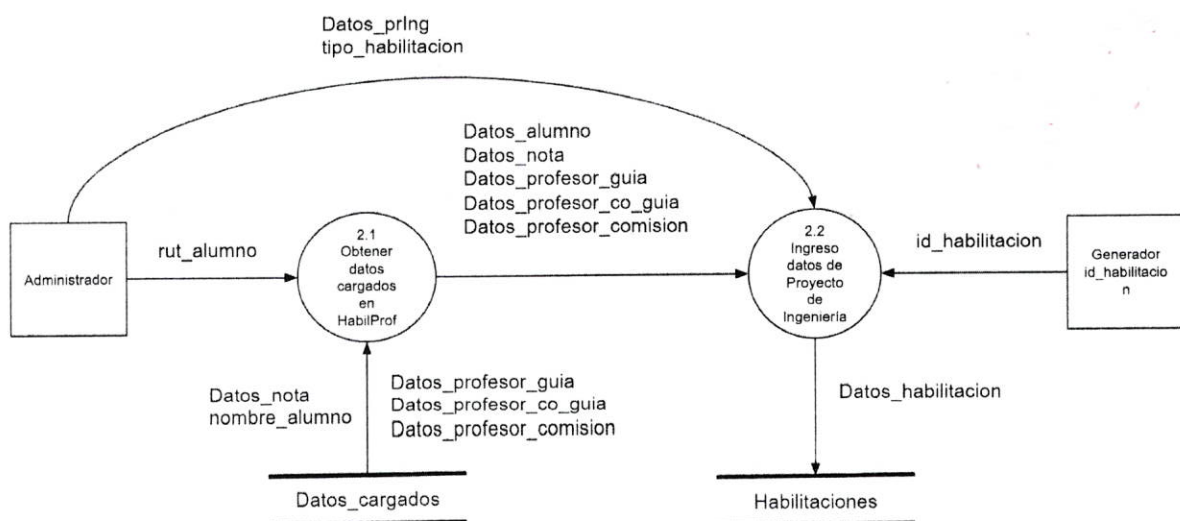 Datos_prIng
tipo_habilitacion
Datos_alumno
Datos_nota
Datos_profesor_guia
Datos_profesor_co_guia
Datos_profesor_comision
Administrador
rut_alumno
2.1
Obtener
datos
cargados
en
HabilProf
2.2
Ingreso
datos de
Proyecto
de
Ingeniería
id_habilitacion
Generador
id_habilitacio
n
Datos_nota
nombre_alumno
Datos_profesor_guia
Datos_profesor_co_guia
Datos_profesor_comision
Datos_habilitacion
Datos_cargados
Habilitaciones